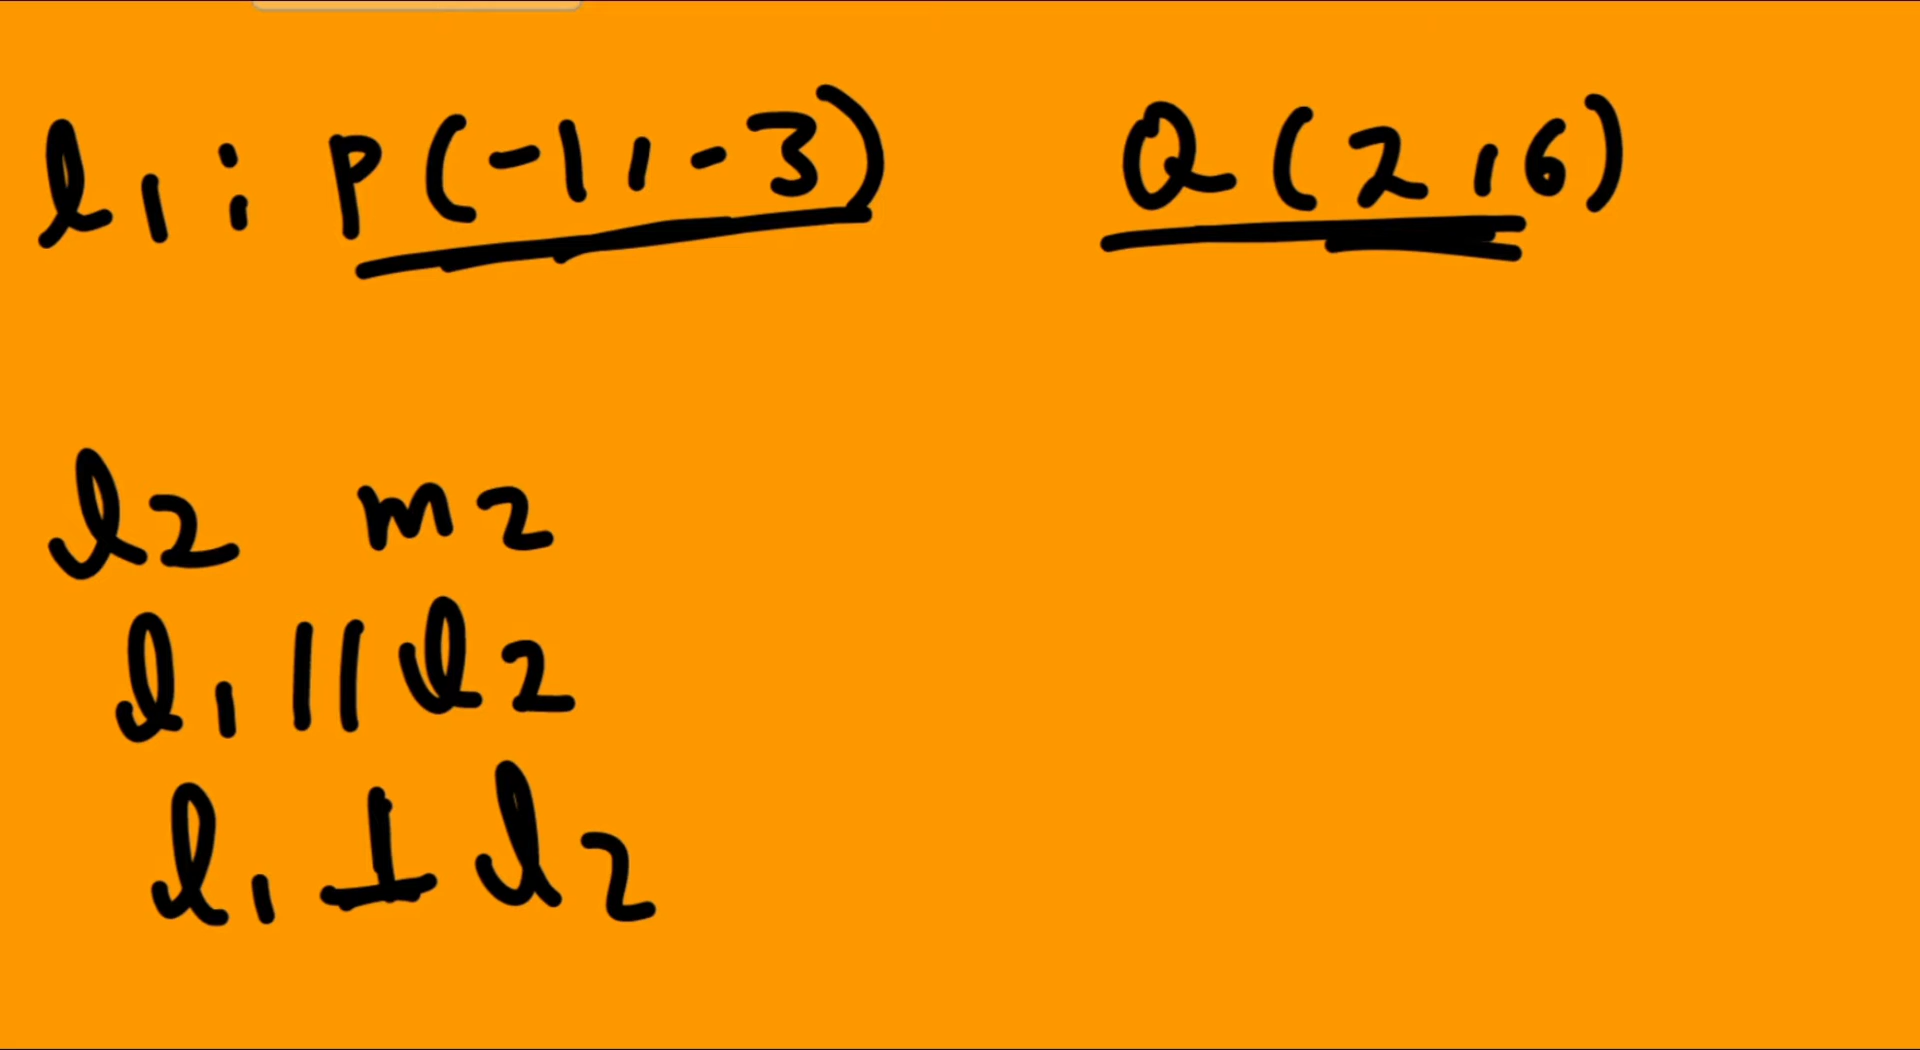 l1 : P(-1,-3) Q(2,6)
l2 m2
l1 || l2
l1 ⊥ l2